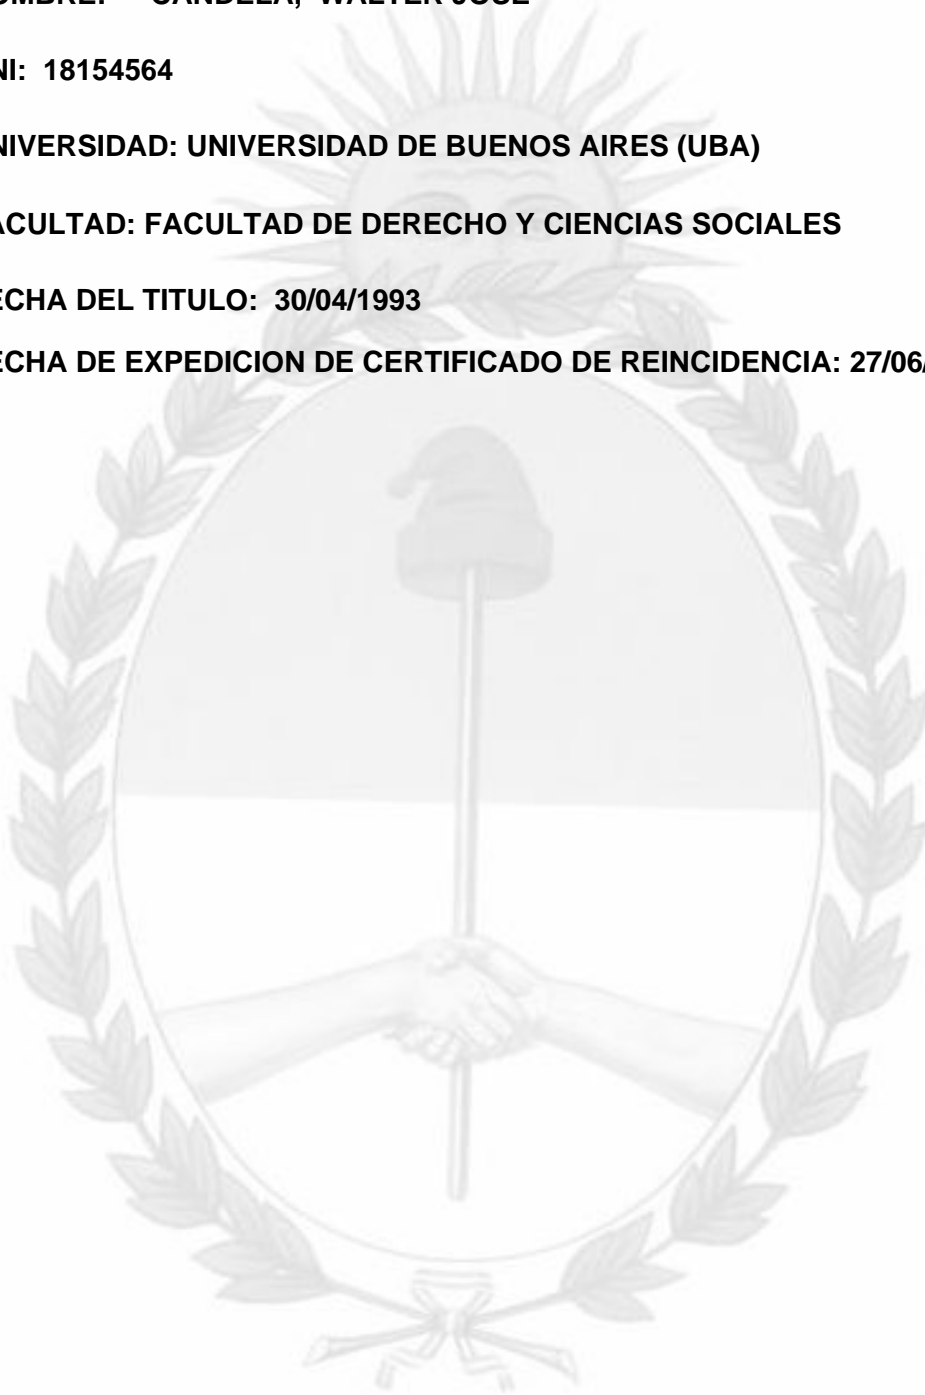 OMBRE: CANDELA, WALTER JOSE
NI: 18154564
NIVERSIDAD: UNIVERSIDAD DE BUENOS AIRES (UBA)
ACULTAD: FACULTAD DE DERECHO Y CIENCIAS SOCIALES
ECHA DEL TITULO: 30/04/1993
ECHA DE EXPEDICION DE CERTIFICADO DE REINCIDENCIA: 27/06/